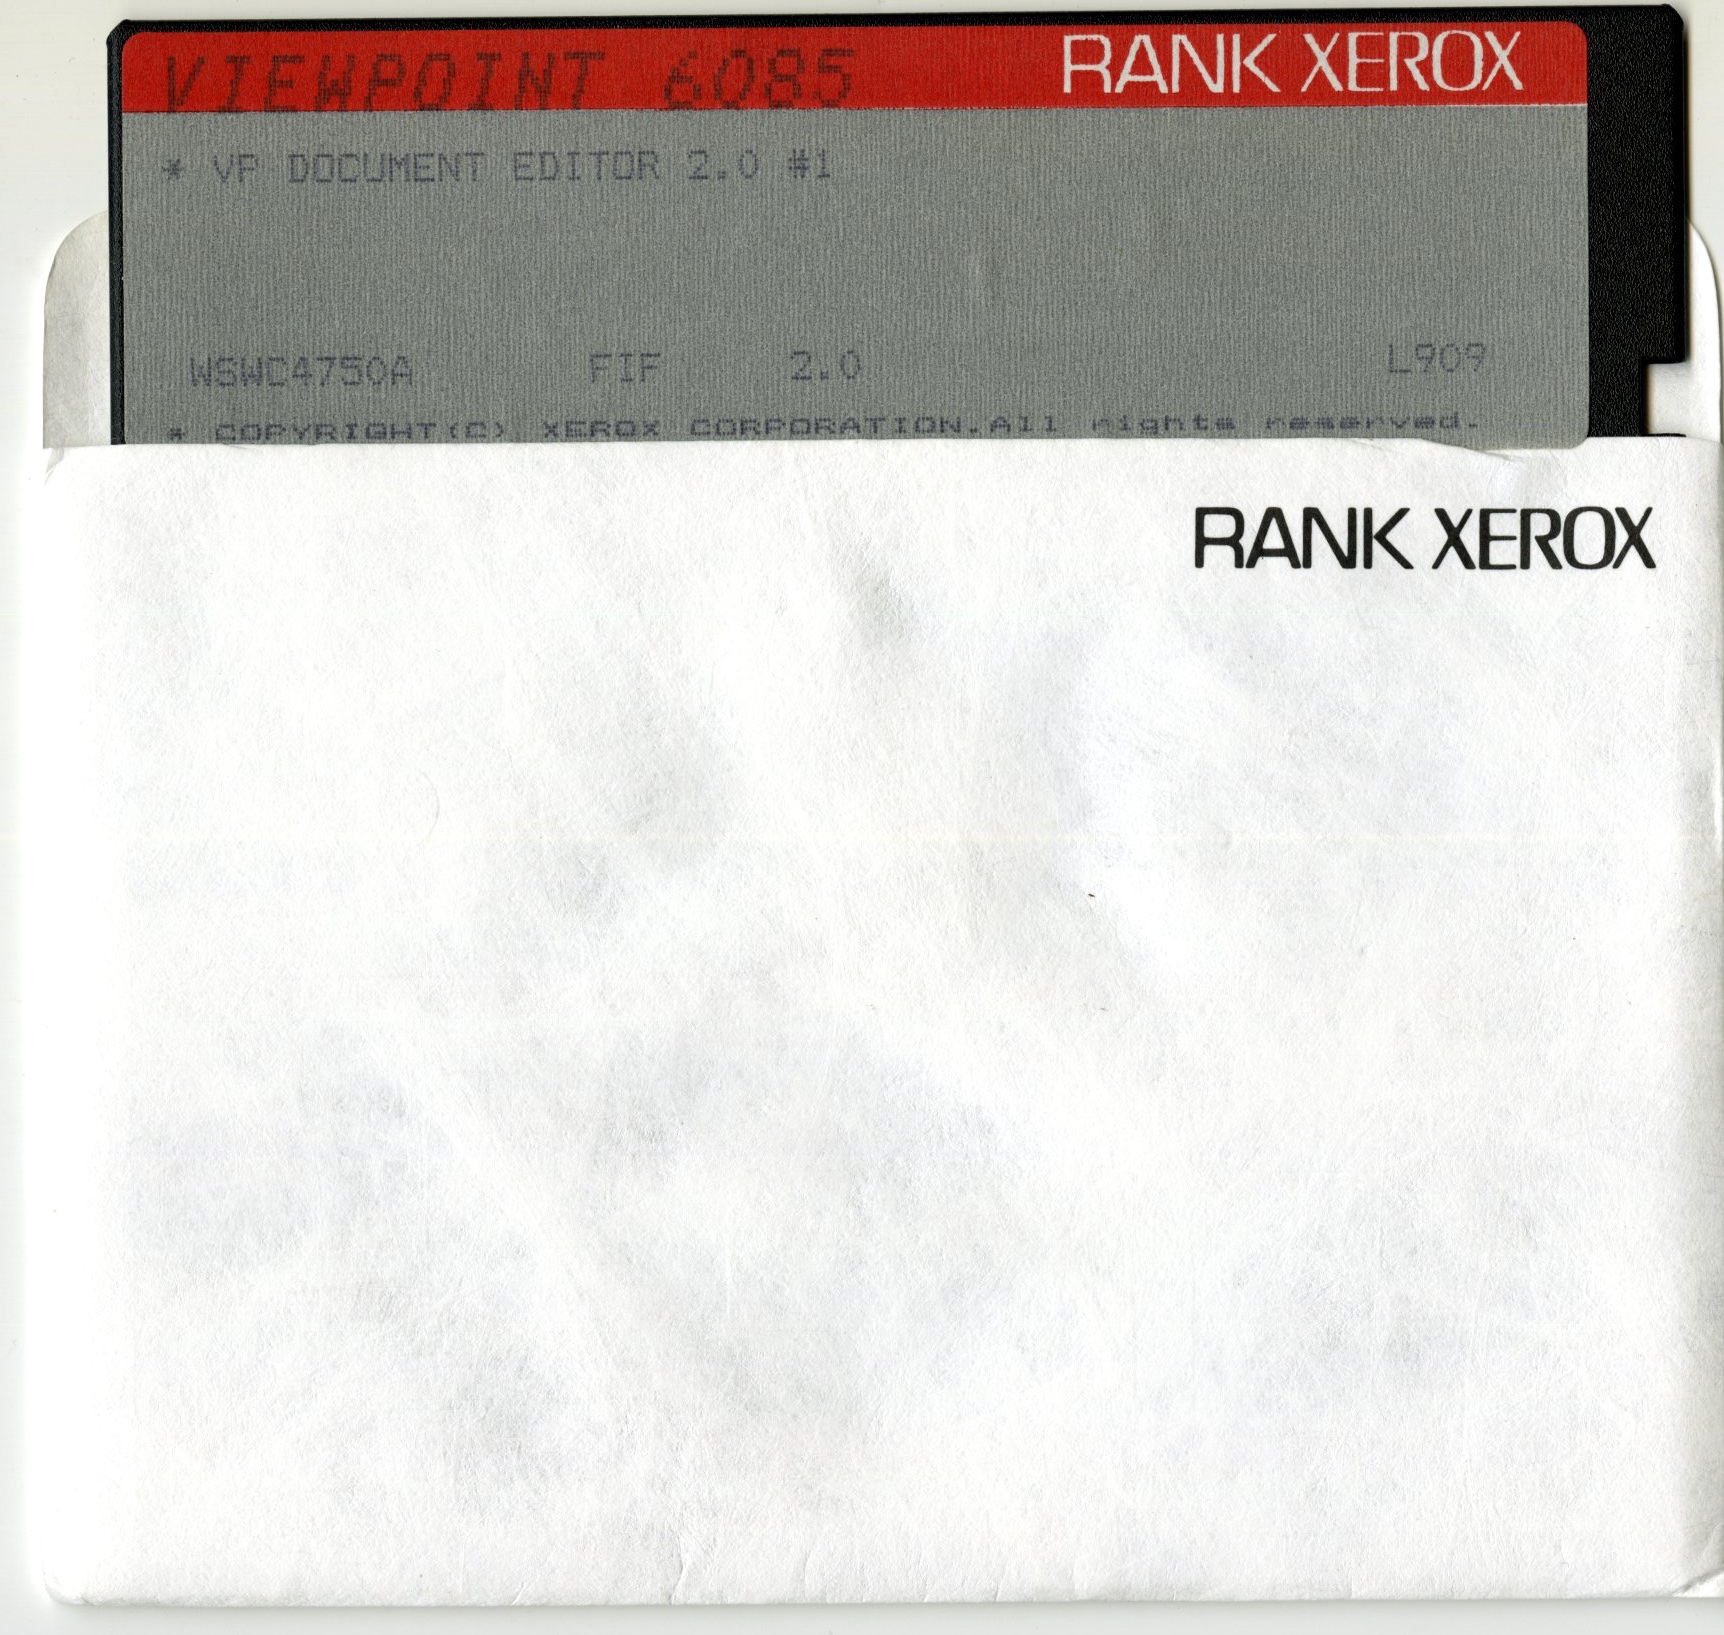 VIEWPOINT 6085 RANK XEROX
* VP DOCUMENT EDITOR 2.0 #1
WSWC4750A FIF 2.0 L909
* COPYRIGHT(C) XEROX CORPORATION.All rights reserved.
RANK XEROX